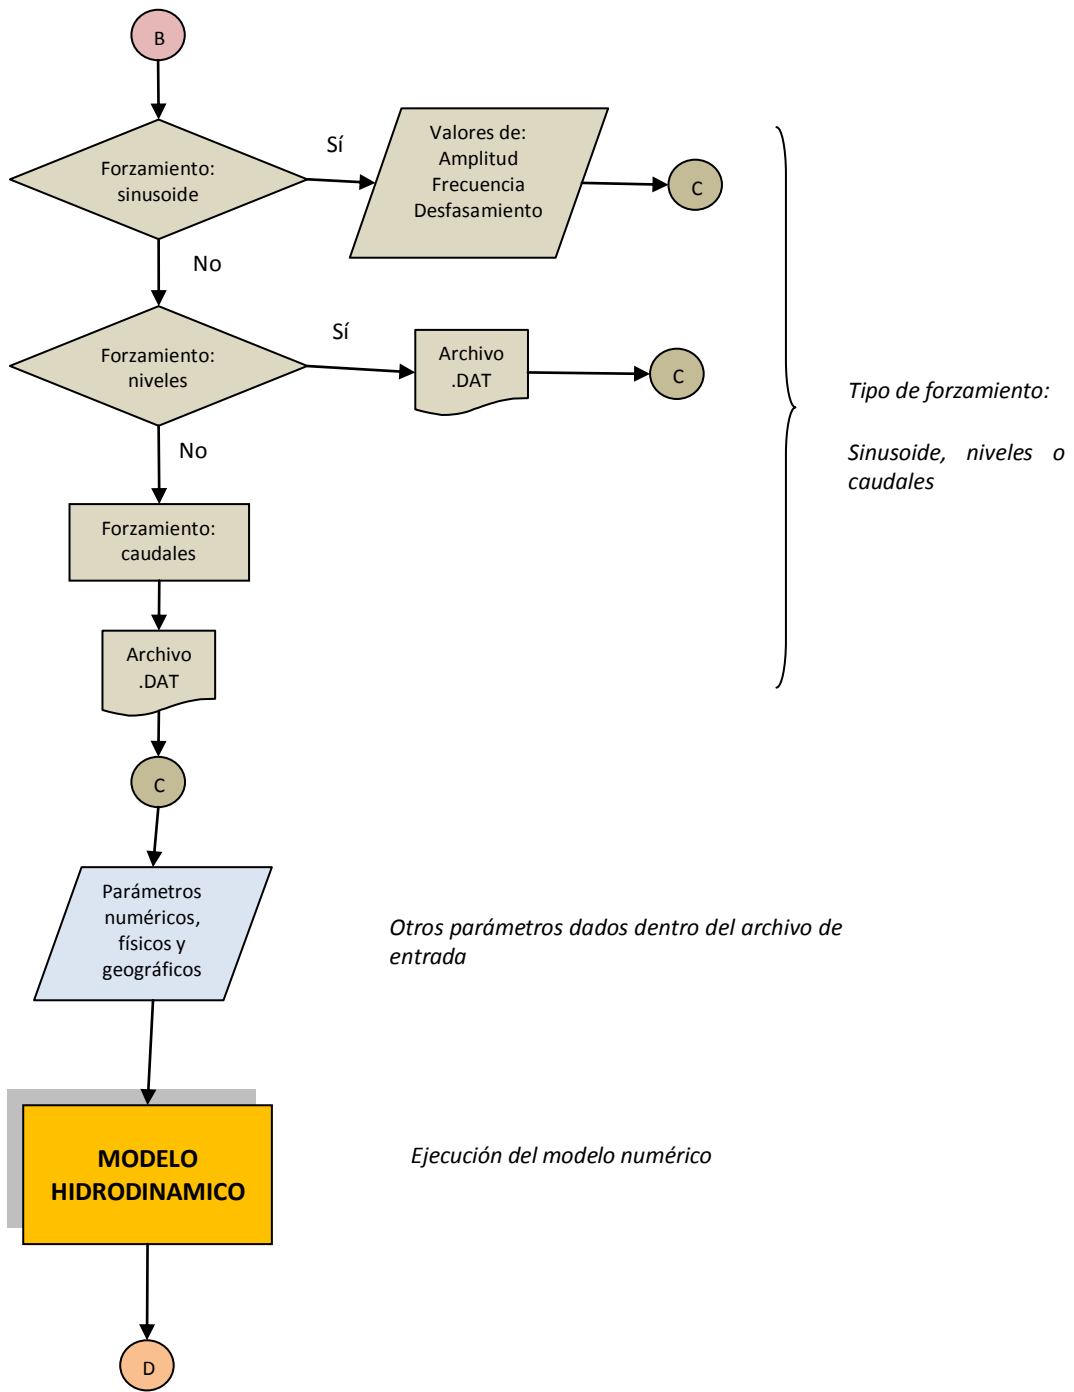 B
Forzamiento:
sinusoide
Sí
Valores de:
Amplitud
Frecuencia
Desfasamiento
C
No
Forzamiento:
niveles
Sí
Archivo
.DAT
C
Tipo de forzamiento:
Sinusoide, niveles o
caudales
No
Forzamiento:
caudales
Archivo
.DAT
C
Parámetros
numéricos,
físicos y
geográficos
Otros parámetros dados dentro del archivo de
entrada
MODELO
HIDRODINAMICO
Ejecución del modelo numérico
D